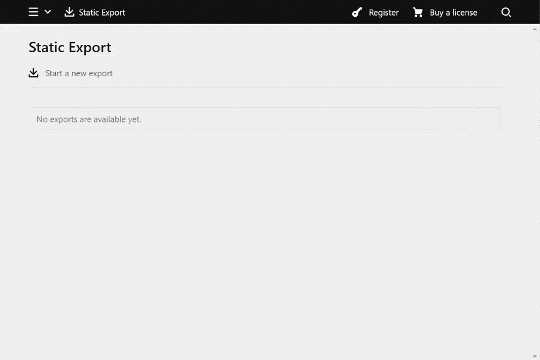 Static Export
Register
Buy a license
Static Export
Start a new export
No exports are available yet.